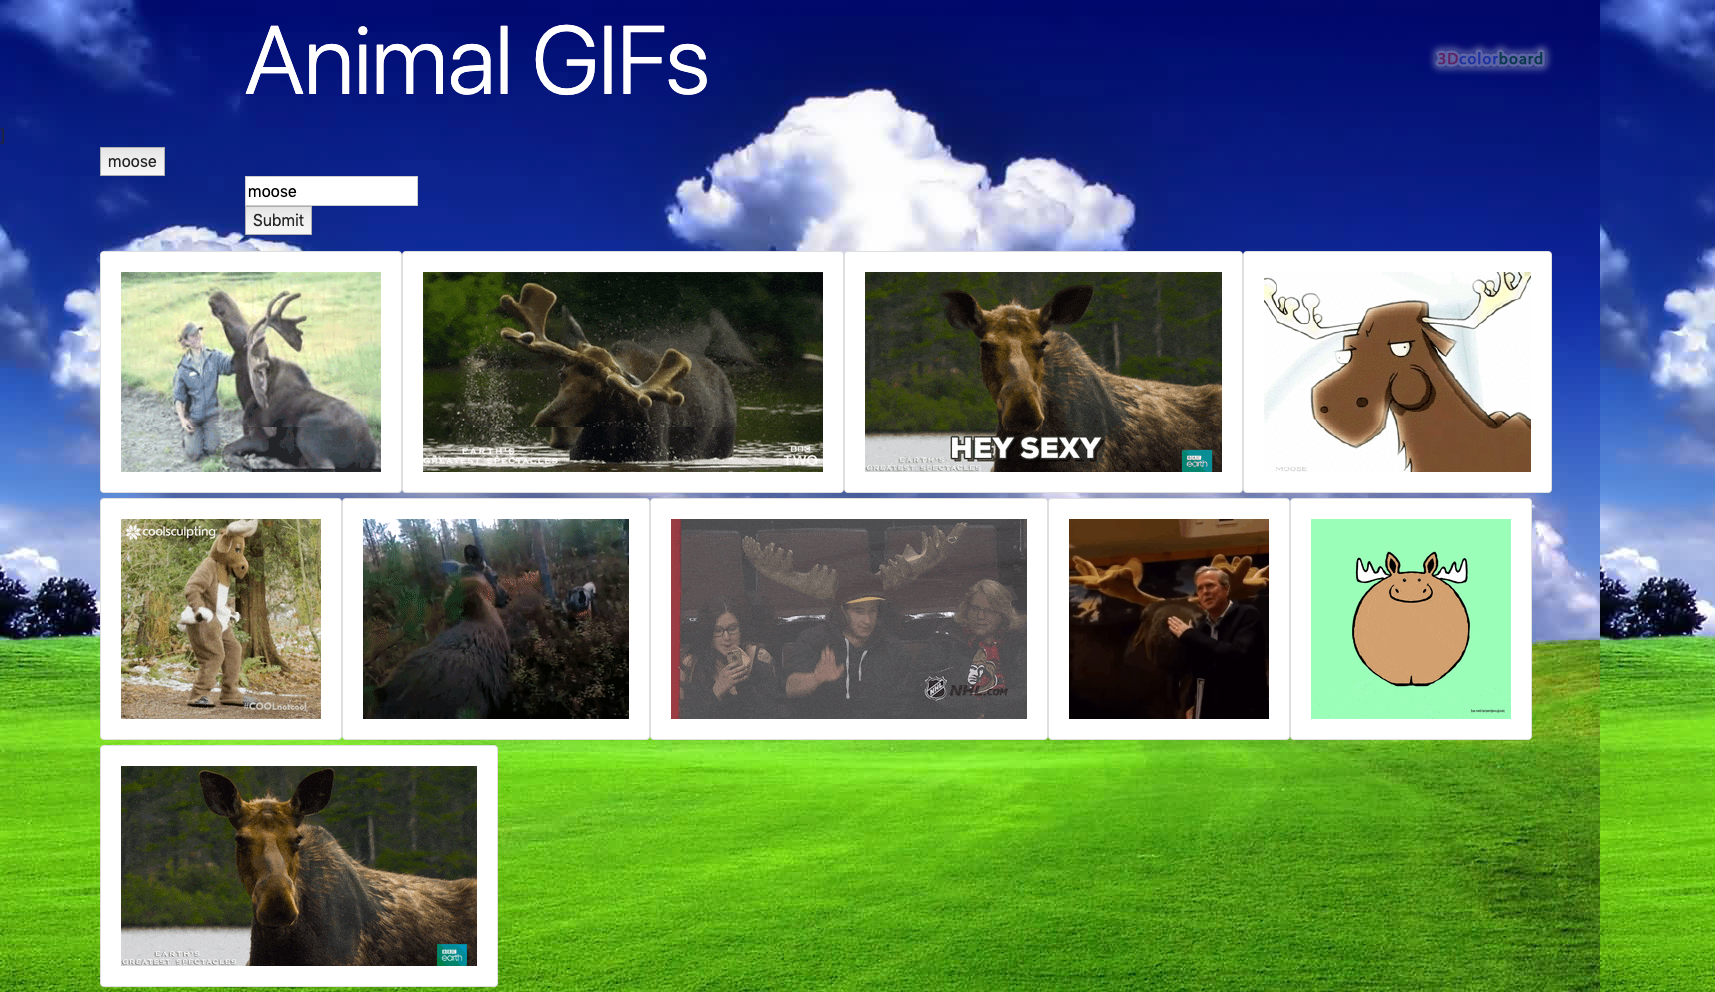 Animal GIFs
3Dcolorboard
moose
moose
Submit
EARTH'S
GREATEST SPECTACLES
BBC
TWO
HEY SEXY
EARTH'S
GREATEST SPECTACLES
BBC
earth
MOOSE
coolsculpting
#COOLnotcool
NHL
NHL.COM
EARTH'S
GREATEST SPECTACLES
BBC
earth